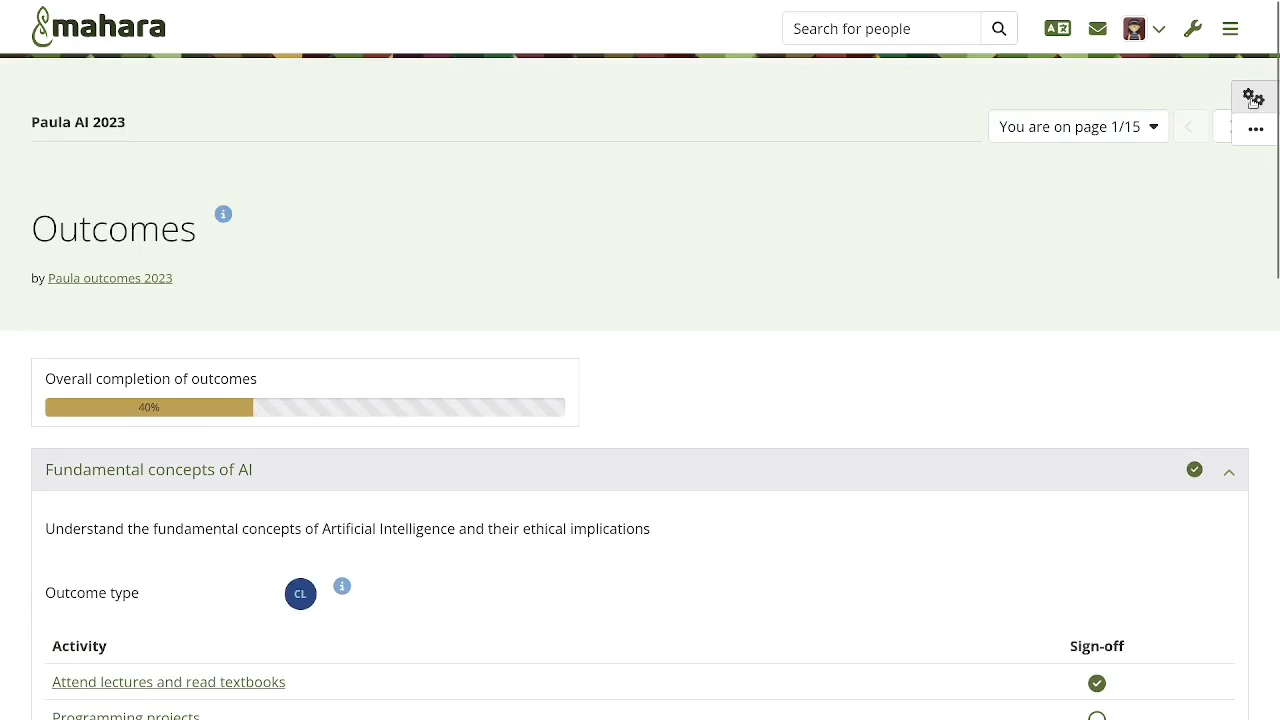 mahara
Search for people
Paula AI 2023
You are on page 1/15
Outcomes
by Paula outcomes 2023
Overall completion of outcomes
40%
Fundamental concepts of AI
Understand the fundamental concepts of Artificial Intelligence and their ethical implications
Outcome type CL
Activity Sign-off
Attend lectures and read textbooks
Programming projects